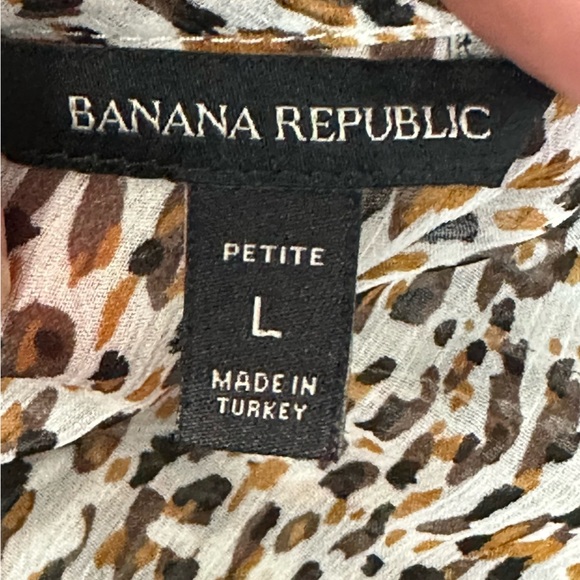 BANANA REPUBLIC
PETITE
L
MADE IN
TURKEY